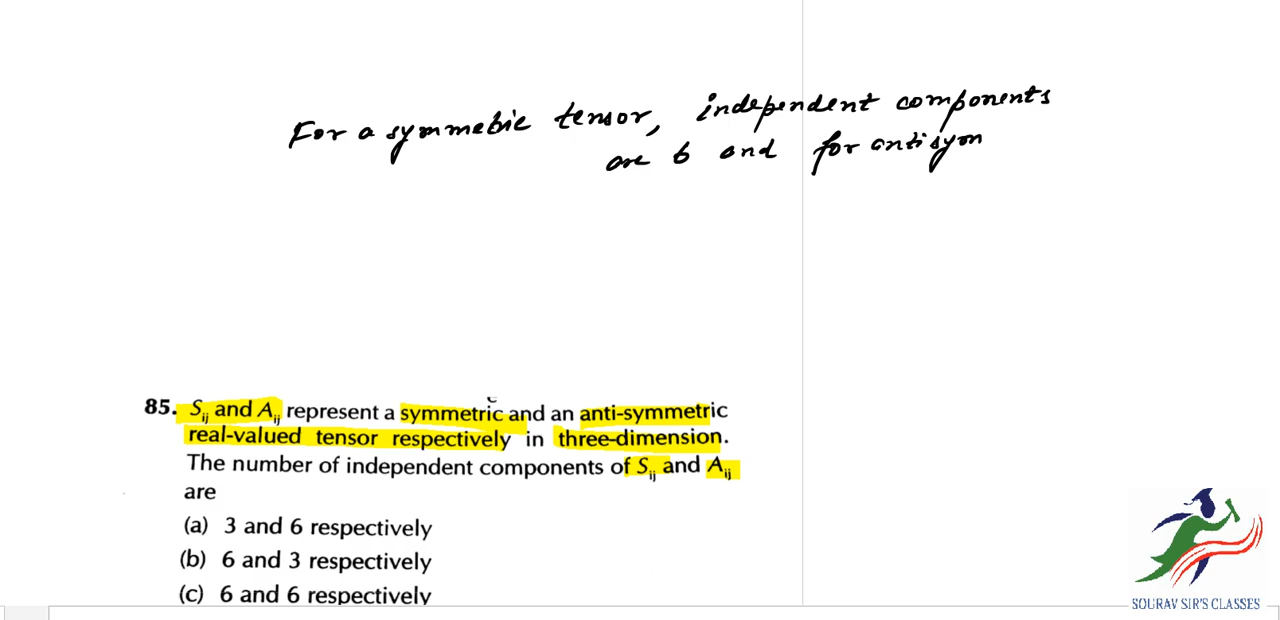 For a symmetric tensor, independent components
are 6 and for antisym
85. Sij and Aij represent a symmetric and an anti-symmetric
real-valued tensor respectively in three-dimension.
The number of independent components of Sij and Aij
are
(a) 3 and 6 respectively
(b) 6 and 3 respectively
(c) 6 and 6 respectively
SOURAV SIR'S CLASSES